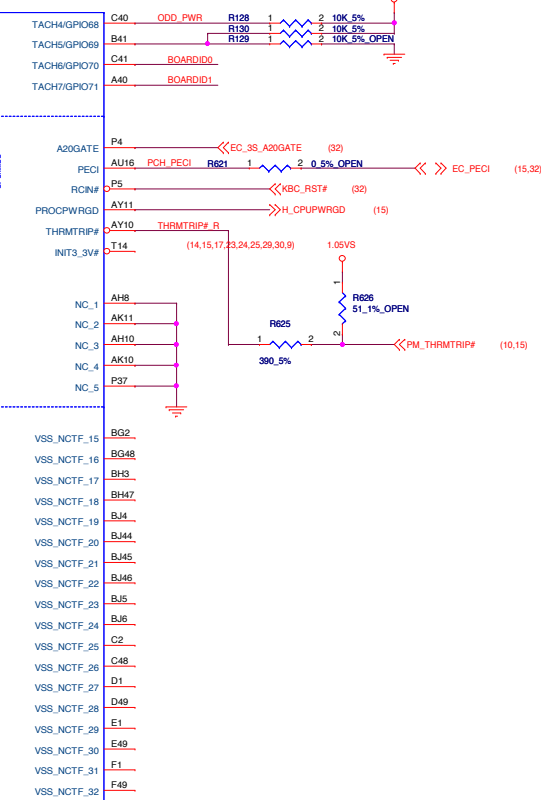 TACH4/GPIO68 C40 ODD_PWR R128 1 2 10K_5%
R130 1 2 10K_5%
TACH5/GPIO69 B41 R129 1 2 10K_5%_OPEN
TACH6/GPIO70 C41 BOARDID0
TACH7/GPIO71 A40 BOARDID1
A20GATE P4 EC_3S_A20GATE (32)
PECI AU16 PCH_PECI R621 1 2 0_5%_OPEN EC_PECI (15,32)
RCIN# P5 KBC_RST# (32)
PROCPWRGD AY11 H_CPUPWRGD (15)
THRMTRIP# AY10 THRMTRIP#_R
INIT3_3V# T14 (14,15,17,23,24,25,29,30,9) 1.05VS
1
NC_1 AH8 R626
51_1%_OPEN
NC_2 AK11 R625 2
NC_3 AH10 1 2 PM_THRMTRIP# (10,15)
NC_4 AK10 390_5%
NC_5 P37
VSS_NCTF_15 BG2
VSS_NCTF_16 BG48
VSS_NCTF_17 BH3
VSS_NCTF_18 BH47
VSS_NCTF_19 BJ4
VSS_NCTF_20 BJ44
VSS_NCTF_21 BJ45
VSS_NCTF_22 BJ46
VSS_NCTF_23 BJ5
VSS_NCTF_24 BJ6
VSS_NCTF_25 C2
VSS_NCTF_26 C48
VSS_NCTF_27 D1
VSS_NCTF_28 D49
VSS_NCTF_29 E1
VSS_NCTF_30 E49
VSS_NCTF_31 F1
VSS_NCTF_32 F49